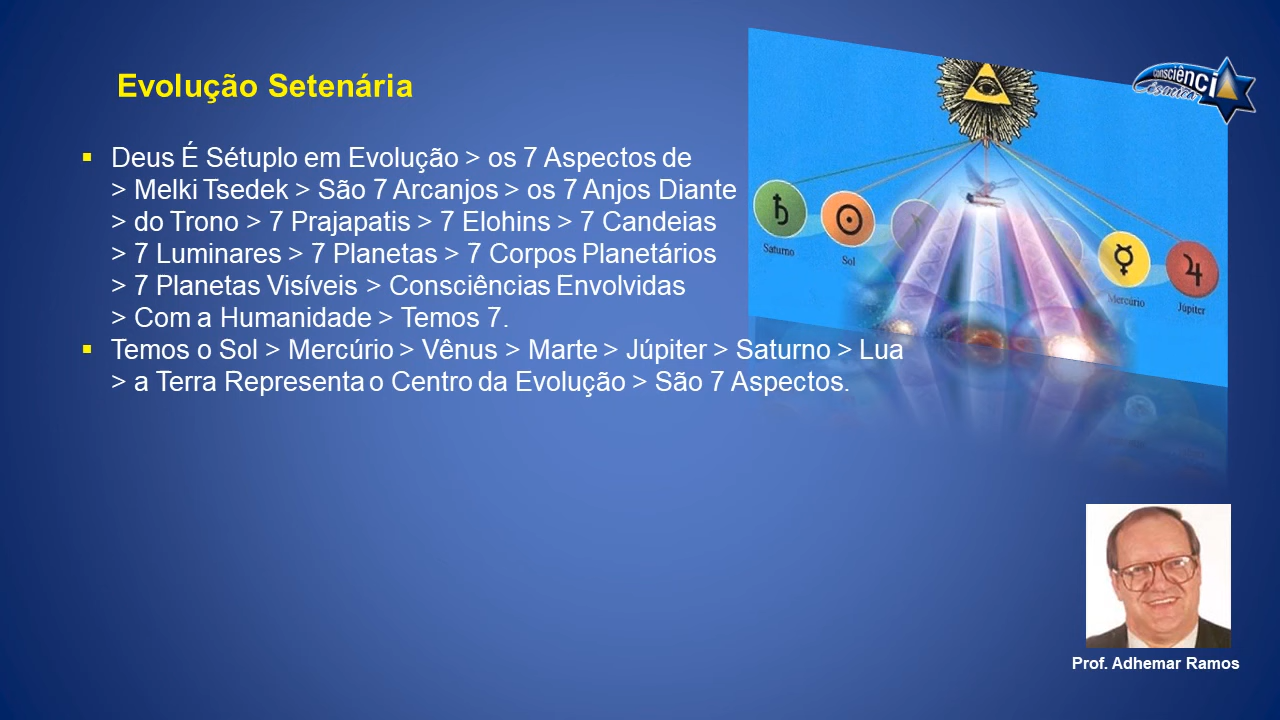 Evolução Setenária
consciênci
Cósmica
Deus É Sétuplo em Evolução > os 7 Aspectos de
> Melki Tsedek > São 7 Arcanjos > os 7 Anjos Diante
> do Trono > 7 Prajapatis > 7 Elohins > 7 Candeias
> 7 Luminares > 7 Planetas > 7 Corpos Planetários
> 7 Planetas Visíveis > Consciências Envolvidas
> Com a Humanidade > Temos 7.
Temos o Sol > Mercúrio > Vênus > Marte > Júpiter > Saturno > Lua
> a Terra Representa o Centro da Evolução > São 7 Aspectos.
Saturno
Sol
Mercúrio
Júpiter
Prof. Adhemar Ramos